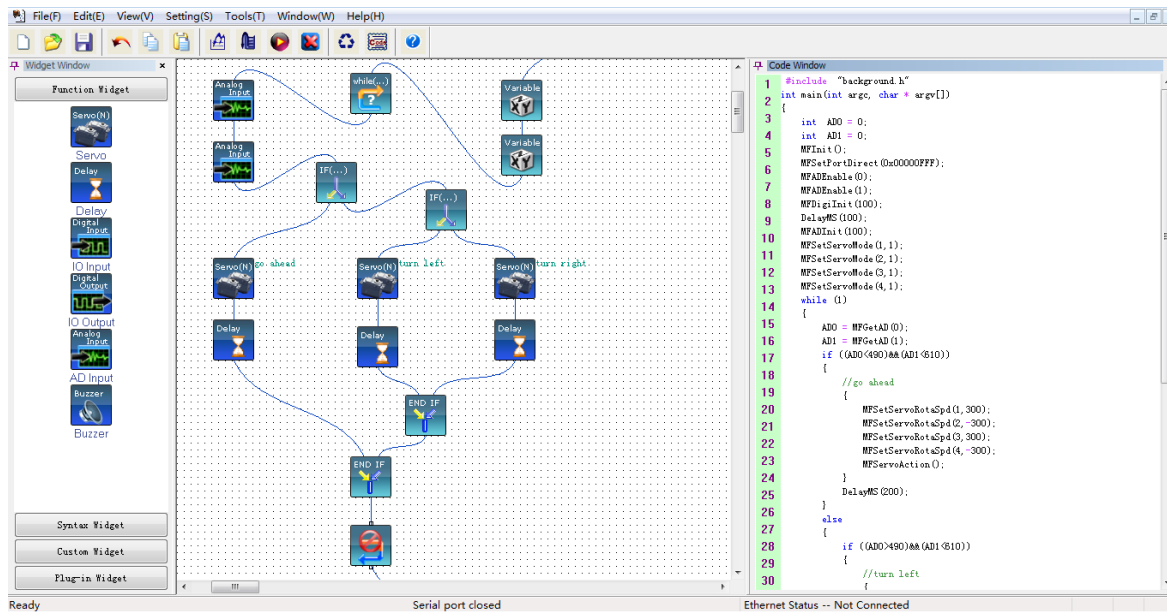 File(F) Edit(E) View(V) Setting(S) Tools(T) Window(W) Help(H)
Code
Widget Window
Function Widget
Servo(N)
Servo
Delay
Delay
Digital
Input
IO Input
Digital
Output
IO Output
Analog
Input
AD Input
Buzzer
Buzzer
Syntax Widget
Custom Widget
Plug-in Widget
Analog
Input
while(...)
Variable
Analog
Input
Variable
IF(...)
IF(...)
Servo(N) go ahead
Servo(N) turn left
Servo(N) turn right
Delay
Delay
Delay
END IF
END IF
Code Window
1 #include "background.h"
2 int main(int argc, char * argv[])
{
3 int AD0 = 0;
4 int AD1 = 0;
5 MFInit();
6 MFSetPortDirect(0x00000FFF);
7 MFADEnable(0);
MFADEnable(1);
8 MFDigiInit(100);
9 DelayMS(100);
10 MFADInit(100);
11 MFSetServoMode(1,1);
12 MFSetServoMode(2,1);
MFSetServoMode(3,1);
13 MFSetServoMode(4,1);
14 while (1)
{
15 AD0 = MFGetAD(0);
16 AD1 = MFGetAD(1);
17 if ((AD0<490)&&(AD1<610))
18 {
//go ahead
19 {
20 MFSetServoRotaSpd(1,300);
21 MFSetServoRotaSpd(2,-300);
22 MFSetServoRotaSpd(3,300);
MFSetServoRotaSpd(4,-300);
23 MFServoAction();
24 }
25 DelayMS(200);
26 }
else
27 {
28 if ((AD0>490)&&(AD1<610))
29 {
//turn left
30 {
Ready
Serial port closed
Ethernet Status -- Not Connected